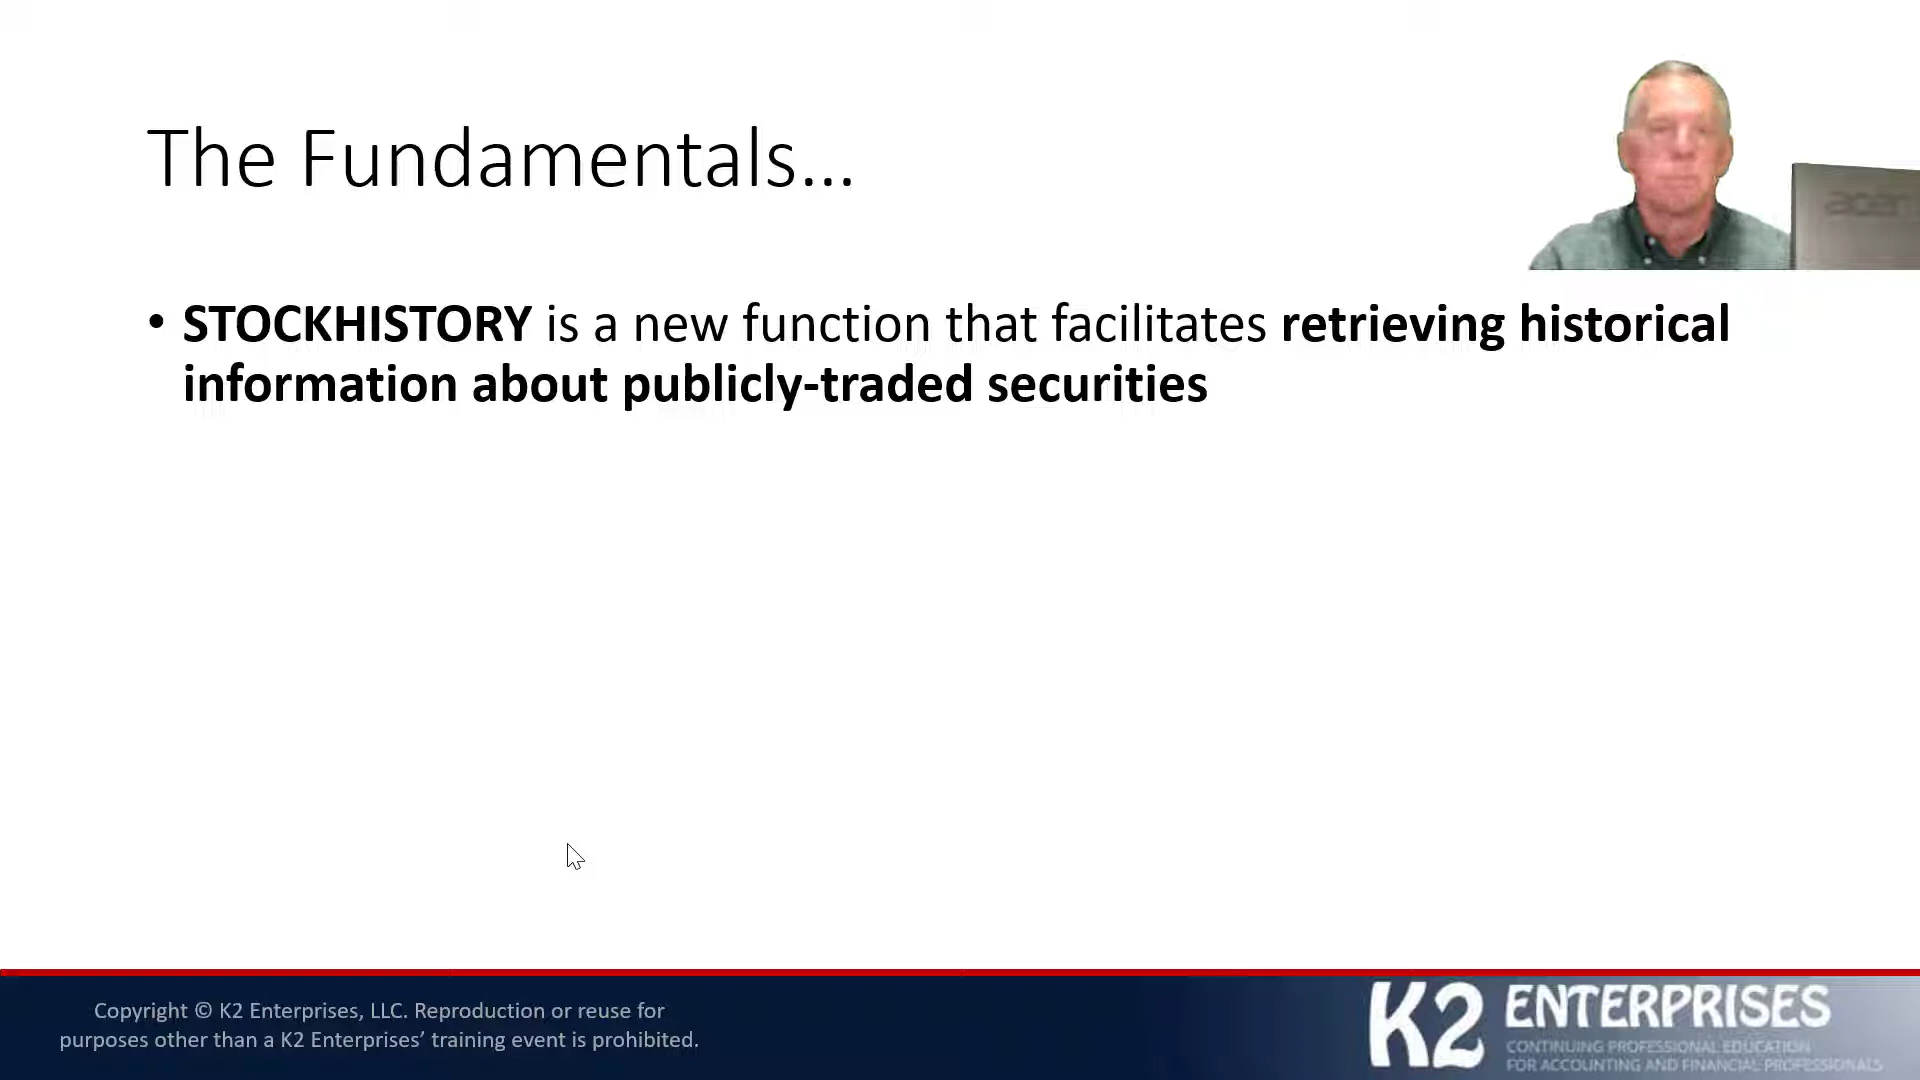 The Fundamentals...
acer
• STOCKHISTORY is a new function that facilitates retrieving historical
information about publicly-traded securities
Copyright © K2 Enterprises, LLC. Reproduction or reuse for
purposes other than a K2 Enterprises’ training event is prohibited.
K2 ENTERPRISES
CONTINUING PROFESSIONAL EDUCATION
FOR ACCOUNTING AND FINANCIAL PROFESSIONALS